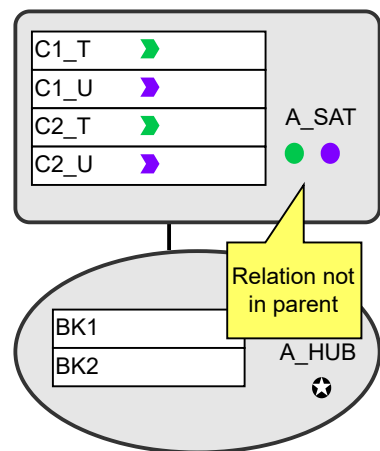 C1_T
C1_U
C2_T
C2_U
A_SAT
Relation not
in parent
BK1
BK2
A_HUB